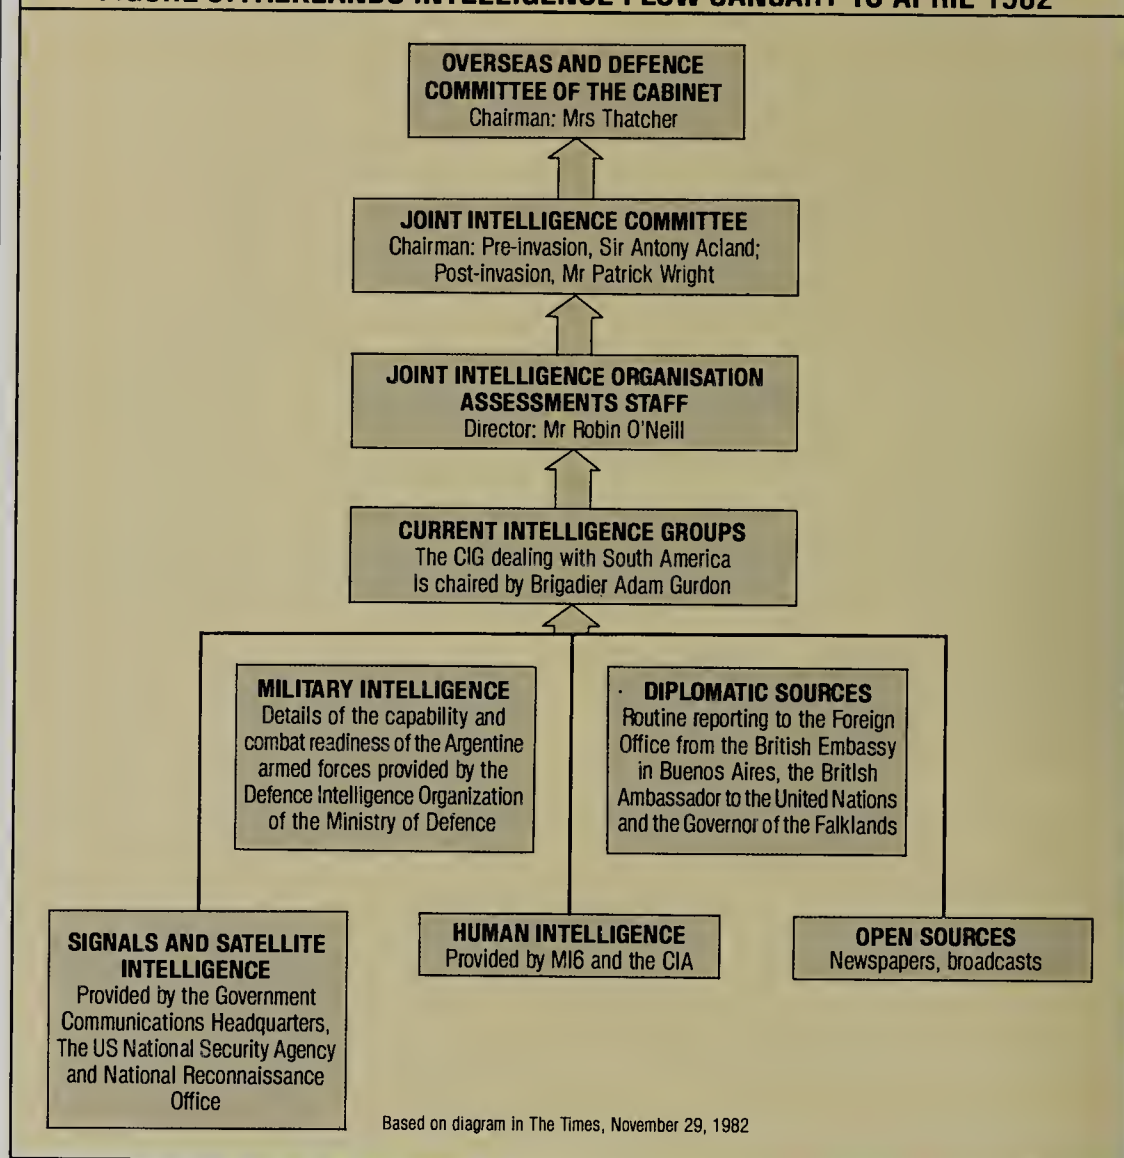 INTELLIGENCE FLOW JANUARY TO APRIL 1982
OVERSEAS AND DEFENCE
COMMITTEE OF THE CABINET
Chairman: Mrs Thatcher
JOINT INTELLIGENCE COMMITTEE
Chairman: Pre-invasion, Sir Antony Acland;
Post-invasion, Mr Patrick Wright
JOINT INTELLIGENCE ORGANISATION
ASSESSMENTS STAFF
Director: Mr Robin O'Neill
CURRENT INTELLIGENCE GROUPS
The CIG dealing with South America
is chaired by Brigadier Adam Gurdon
MILITARY INTELLIGENCE
Details of the capability and
combat readiness of the Argentine
armed forces provided by the
Defence Intelligence Organization
of the Ministry of Defence
DIPLOMATIC SOURCES
Routine reporting to the Foreign
Office from the British Embassy
in Buenos Aires, the British
Ambassador to the United Nations
and the Governor of the Falklands
SIGNALS AND SATELLITE
INTELLIGENCE
Provided by the Government
Communications Headquarters,
The US National Security Agency
and National Reconnaissance
Office
HUMAN INTELLIGENCE
Provided by MI6 and the CIA
OPEN SOURCES
Newspapers, broadcasts
Based on diagram in The Times, November 29, 1982